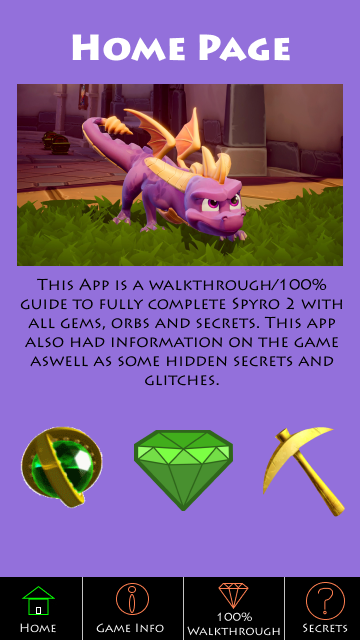 Home Page
This App is a walkthrough/100%
guide to fully complete Spyro 2 with
all gems, orbs and secrets. This app
also had information on the game
aswell as some hidden secrets and
glitches.
Home
Game Info
100%
Walkthrough
?
Secrets